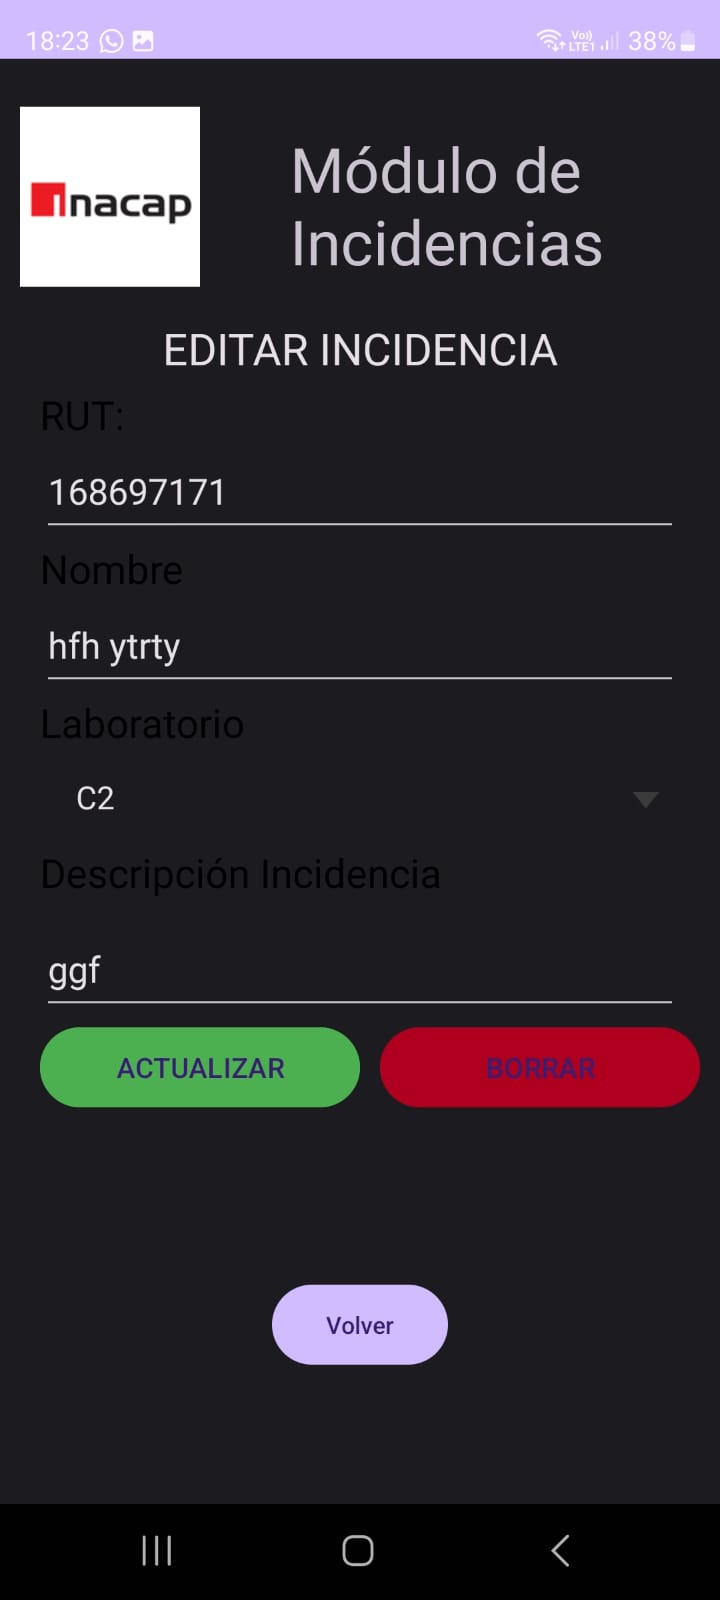 18:23 Vo) LTE1 38%
Inacap
Módulo de
Incidencias
EDITAR INCIDENCIA
RUT:
168697171
Nombre
hfh ytrty
Laboratorio
C2
Descripción Incidencia
ggf
ACTUALIZAR BORRAR
Volver